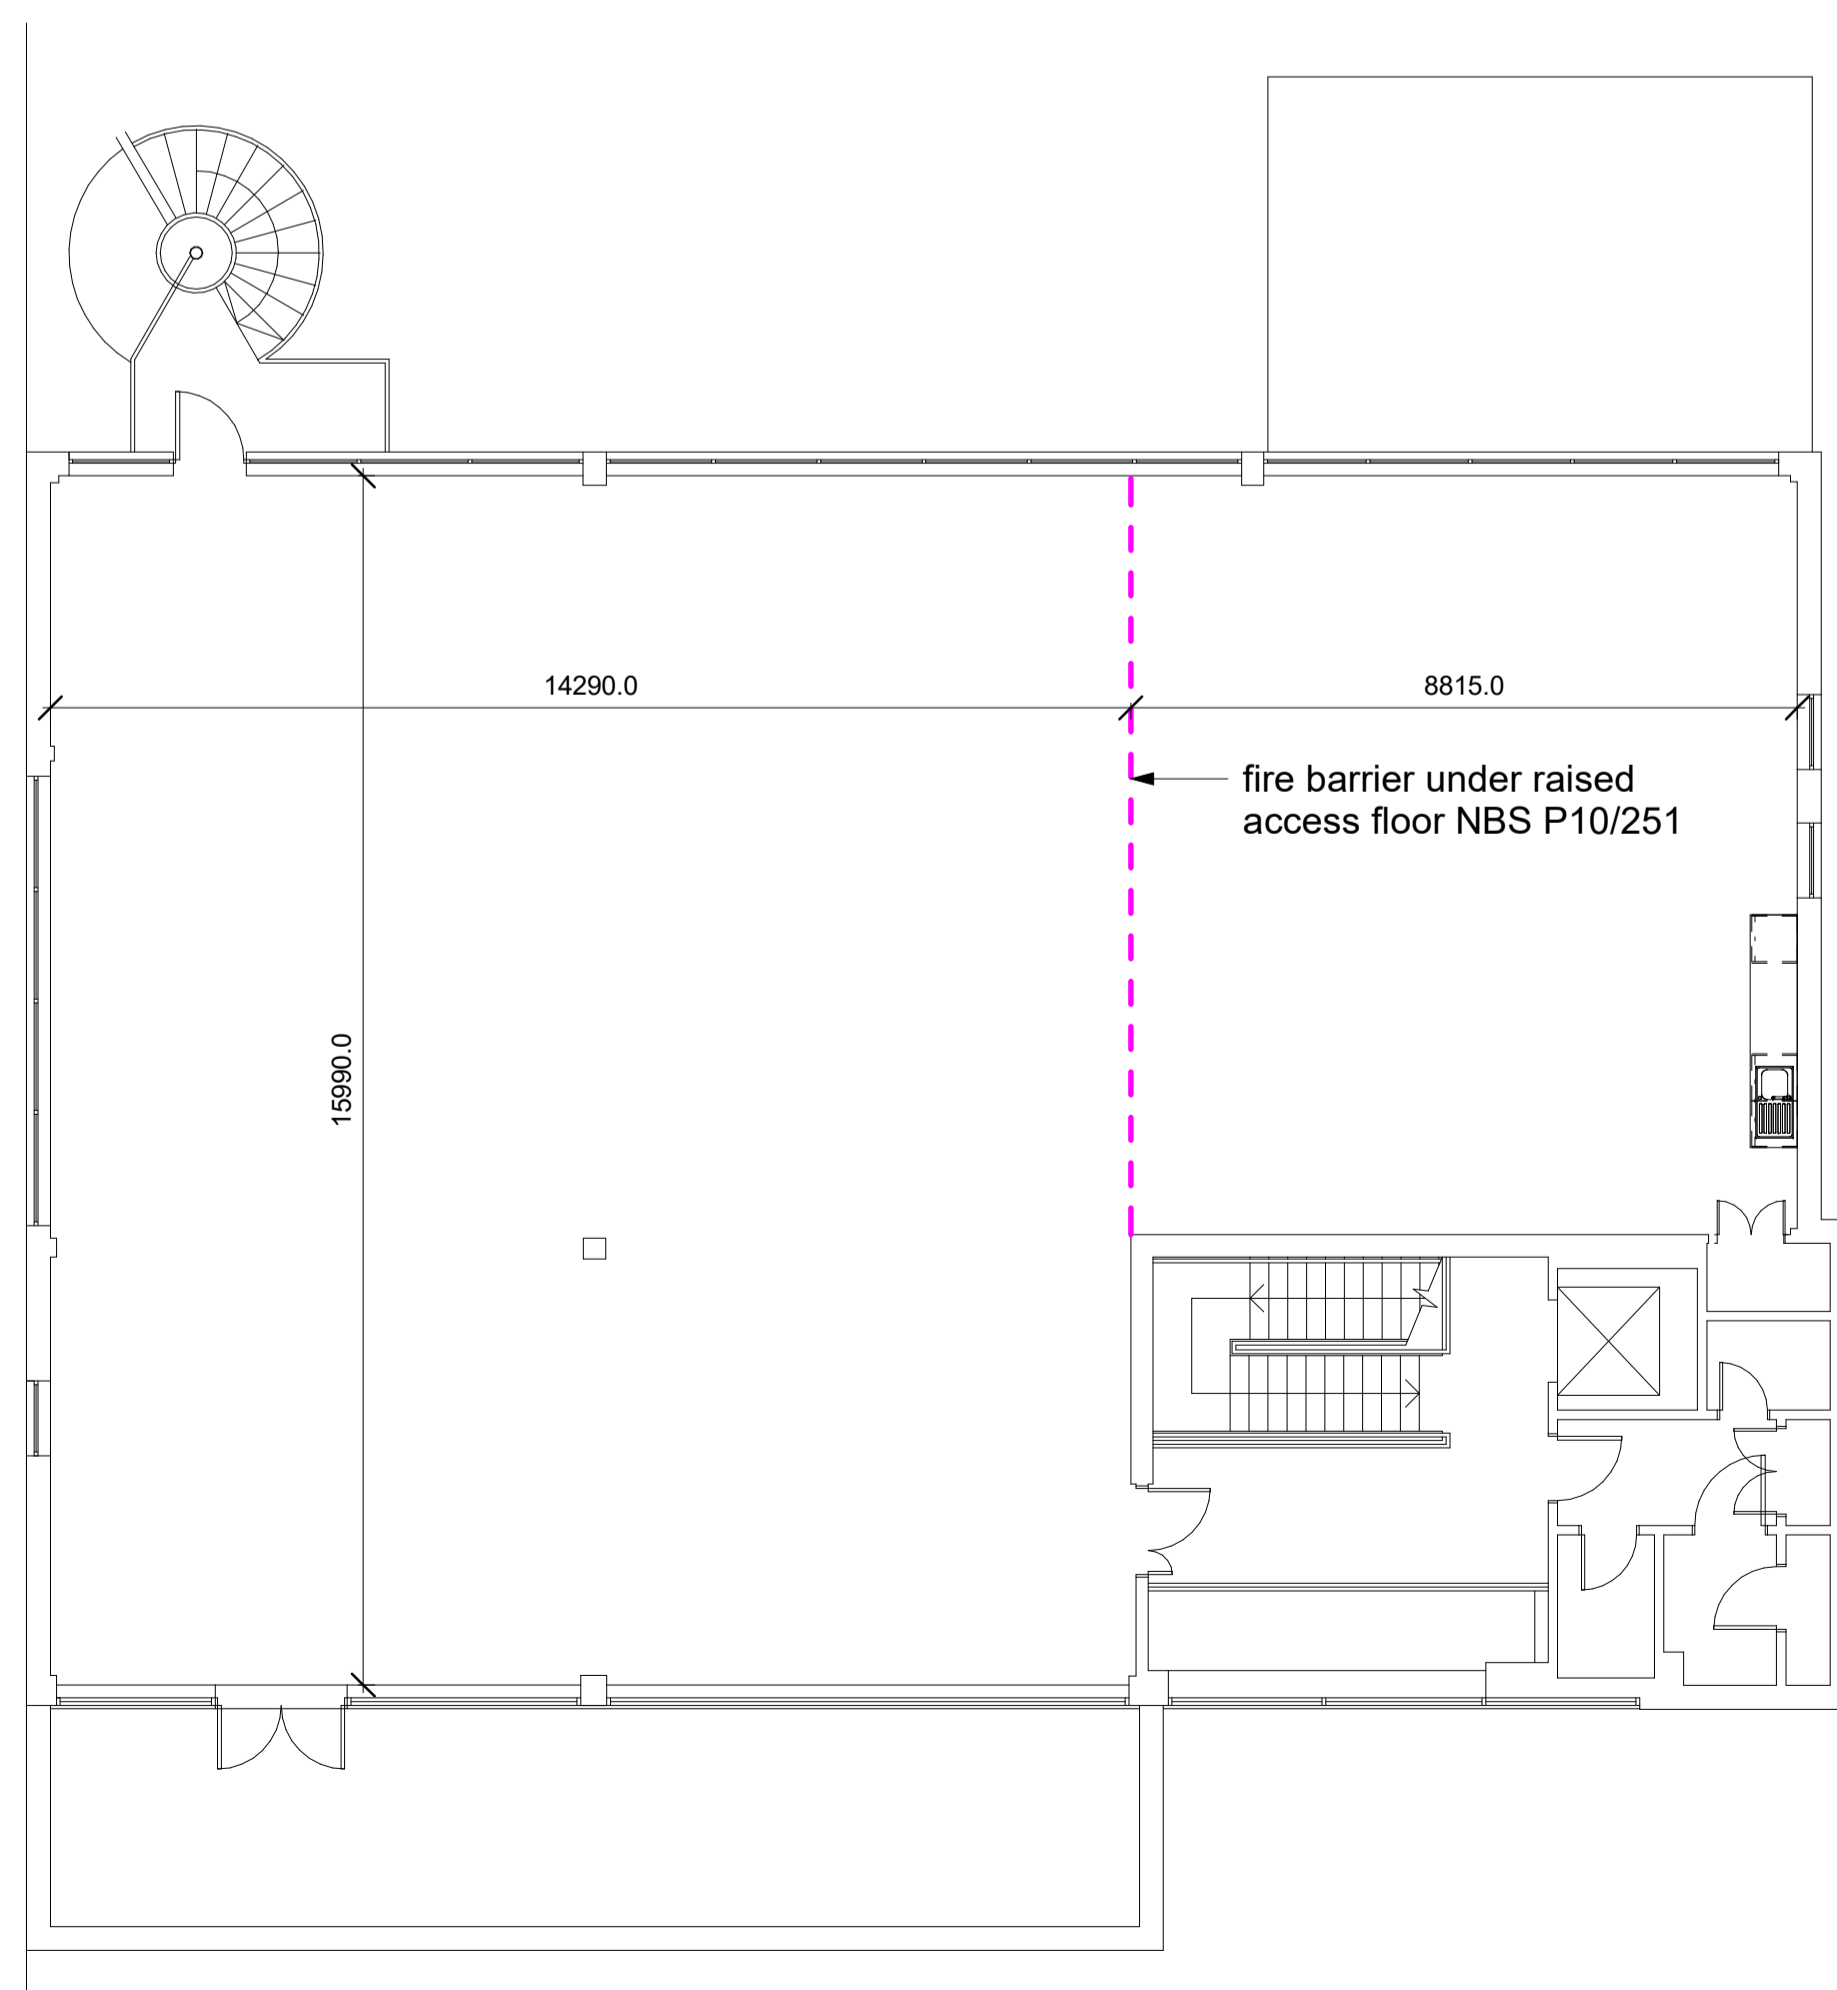 14290.0
8815.0
fire barrier under raised
access floor NBS P10/251
15990.0